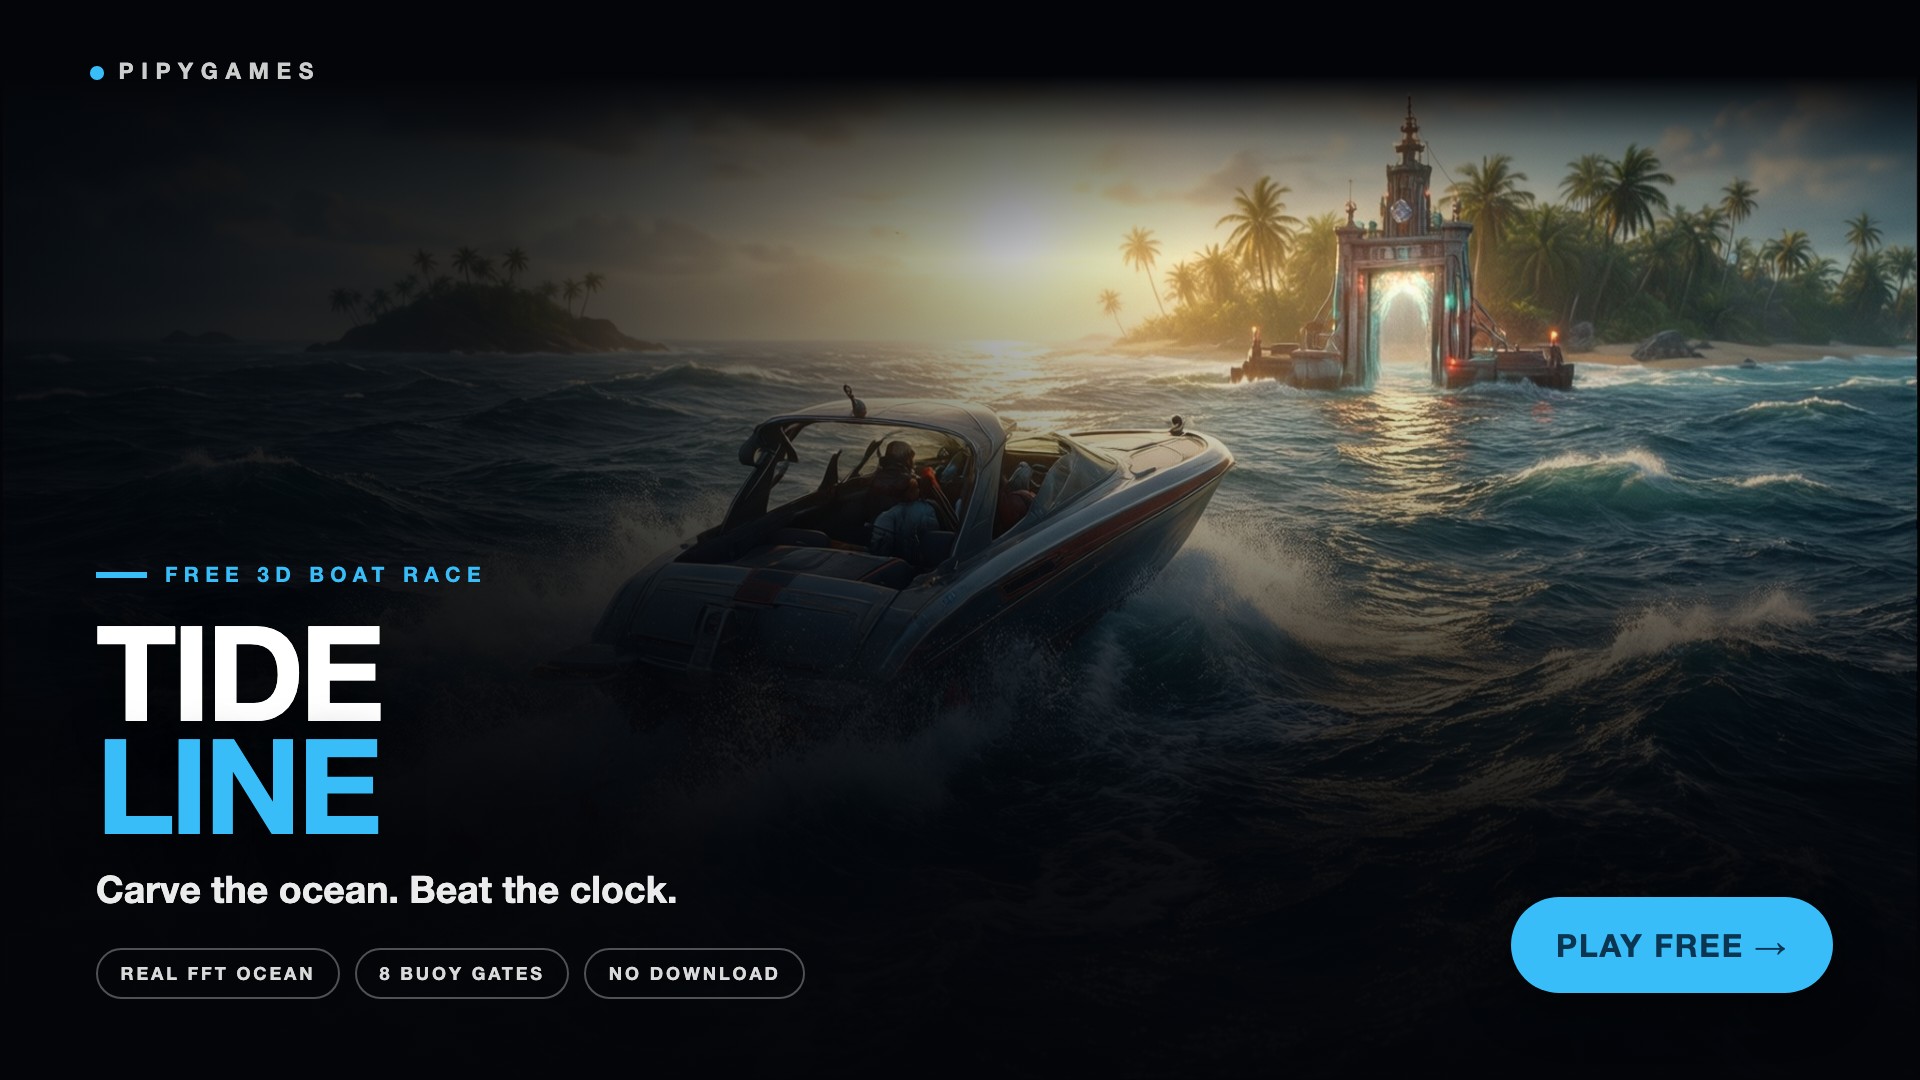 PIPYGAMES
FREE 3D BOAT RACE
TIDE
LINE
Carve the ocean. Beat the clock.
REAL FFT OCEAN
8 BUOY GATES
NO DOWNLOAD
PLAY FREE →